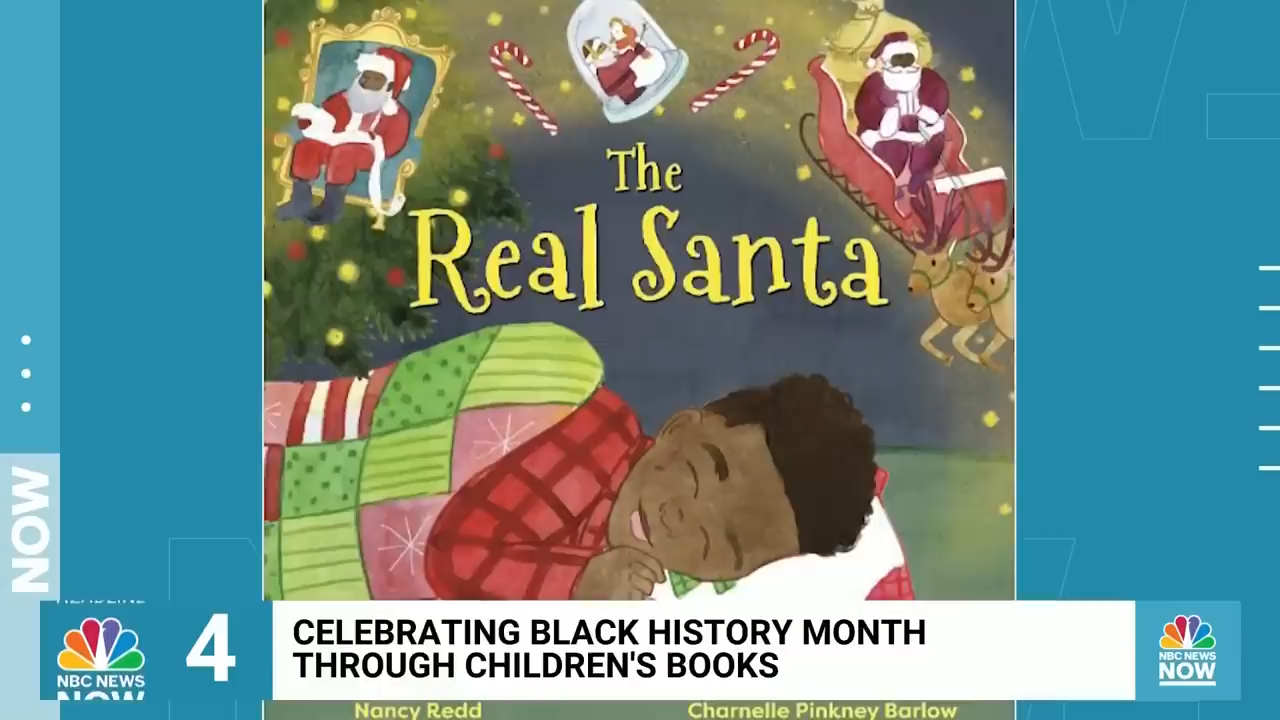 The
Real Santa
NOW
4
NBC NEWS
NOW
CELEBRATING BLACK HISTORY MONTH
THROUGH CHILDREN'S BOOKS
NBC NEWS
NOW
Nancy Redd
Charnelle Pinkney Barlow